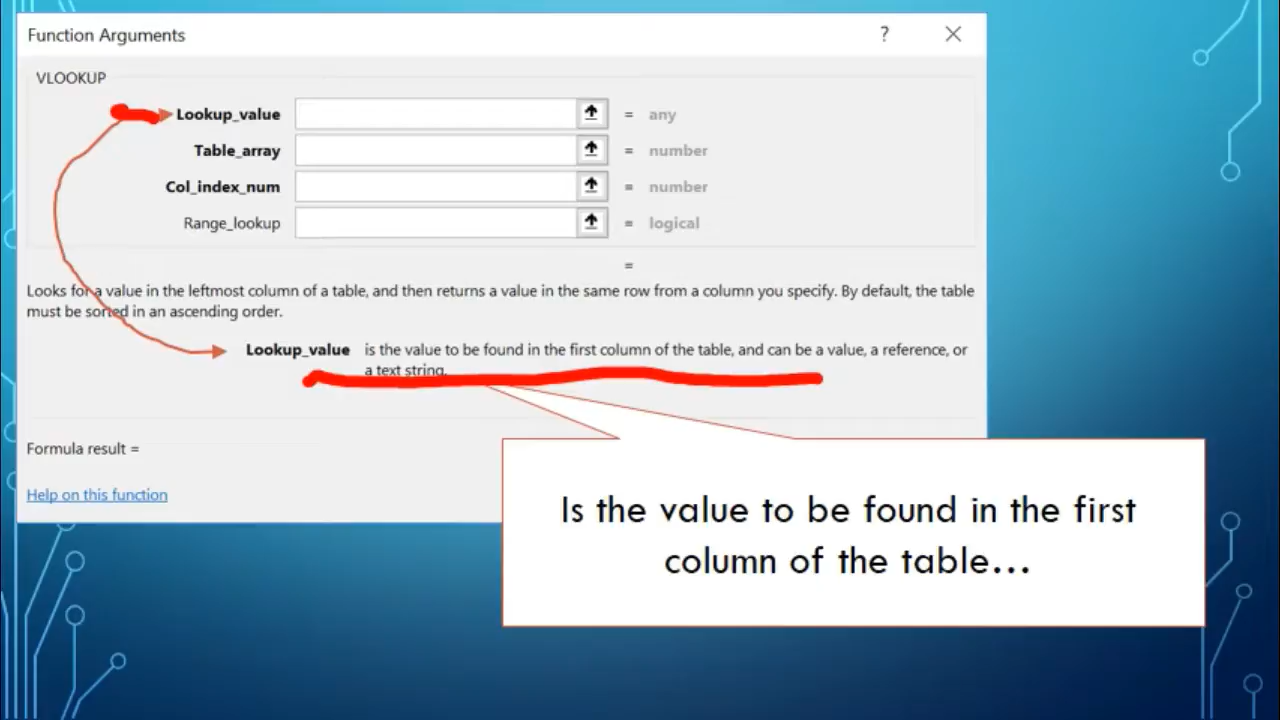 Function Arguments ? ×
VLOOKUP
Lookup_value = any
Table_array = number
Col_index_num = number
Range_lookup = logical
=
Looks for a value in the leftmost column of a table, and then returns a value in the same row from a column you specify. By default, the table
must be sorted in an ascending order.
Lookup_value is the value to be found in the first column of the table, and can be a value, a reference, or
a text string.
Formula result =
Help on this function
Is the value to be found in the first
column of the table...